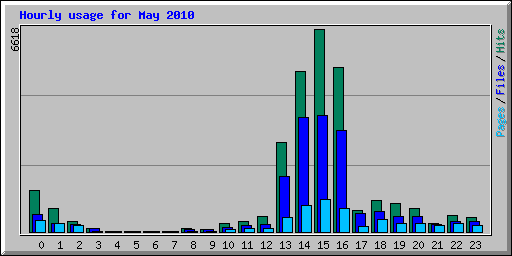 Hourly usage for May 2010
6618
Pages/Files/Hits
0 1 2 3 4 5 6 7 8 9 10 11 12 13 14 15 16 17 18 19 20 21 22 23